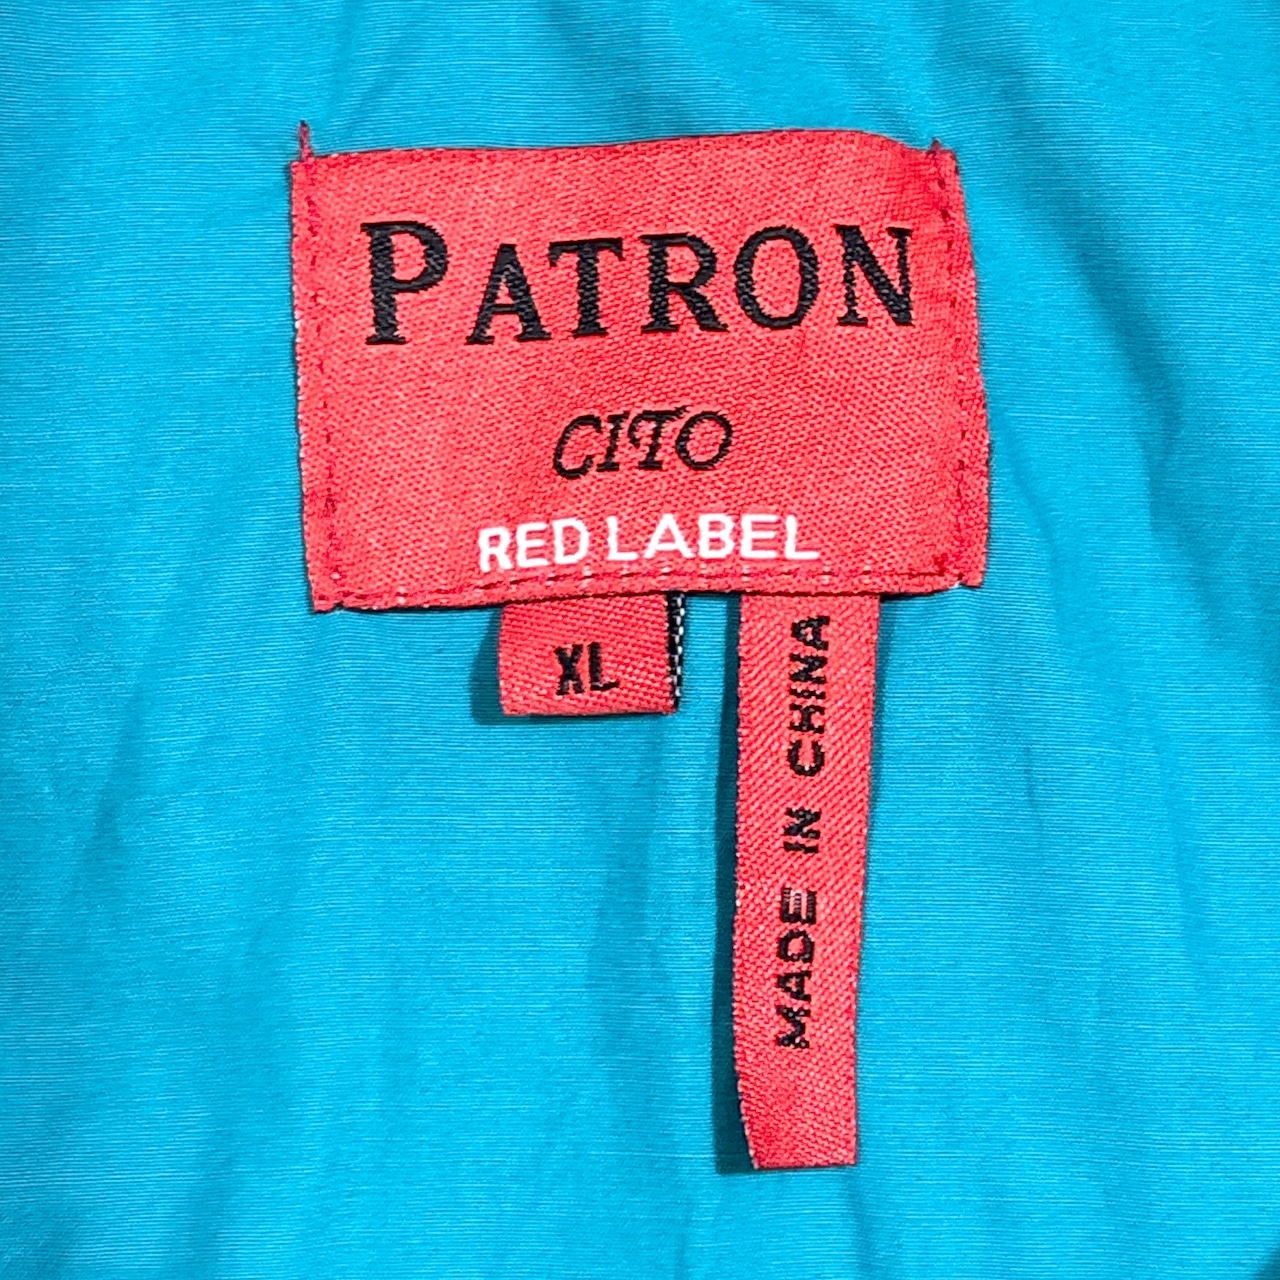 PATRON
CITO
RED LABEL
XL
MADE IN CHINA